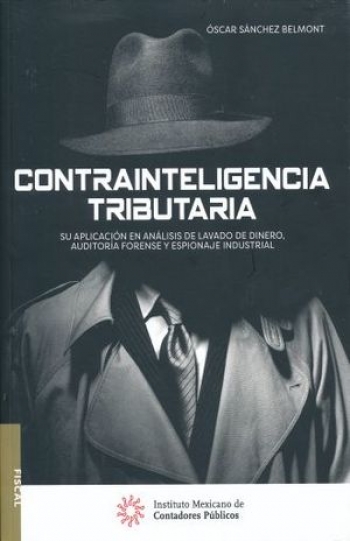 ÓSCAR SÁNCHEZ BELMONT
CONTRAINTELIGENCIA
TRIBUTARIA
SU APLICACIÓN EN ANÁLISIS DE LAVADO DE DINERO,
AUDITORÍA FORENSE Y ESPIONAJE INDUSTRIAL
FISCAL
Instituto Mexicano de
Contadores Públicos